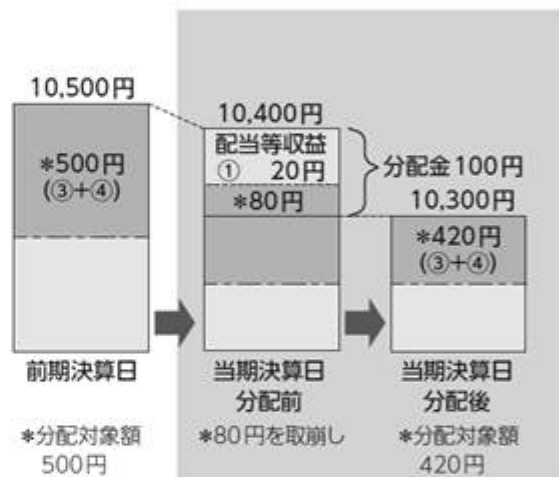 10,500円
*500円
(③+④)
前期決算日
*分配対象額
500円
10,400円
配当等収益
① 20円
*80円
分配金100円
当期決算日
分配前
*80円を取崩し
10,300円
*420円
(③+④)
当期決算日
分配後
*分配対象額
420円